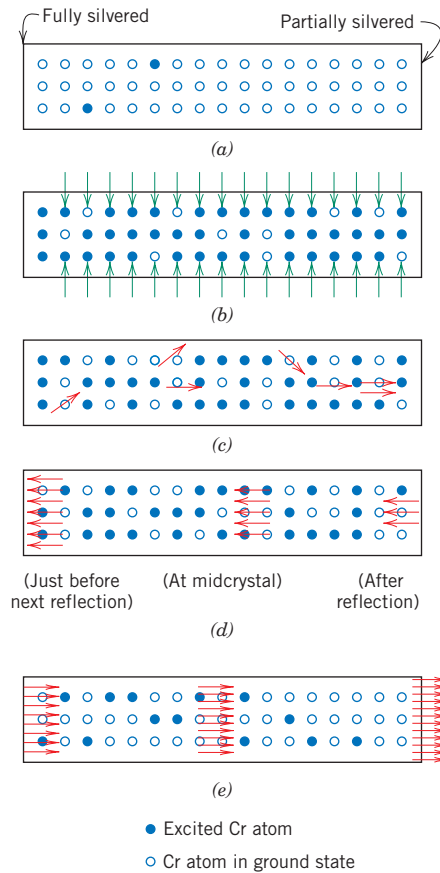 Fully silvered
Partially silvered
(a)
(b)
(c)
(Just before
next reflection)
(At midcrystal)
(After
reflection)
(d)
(e)
Excited Cr atom
Cr atom in ground state